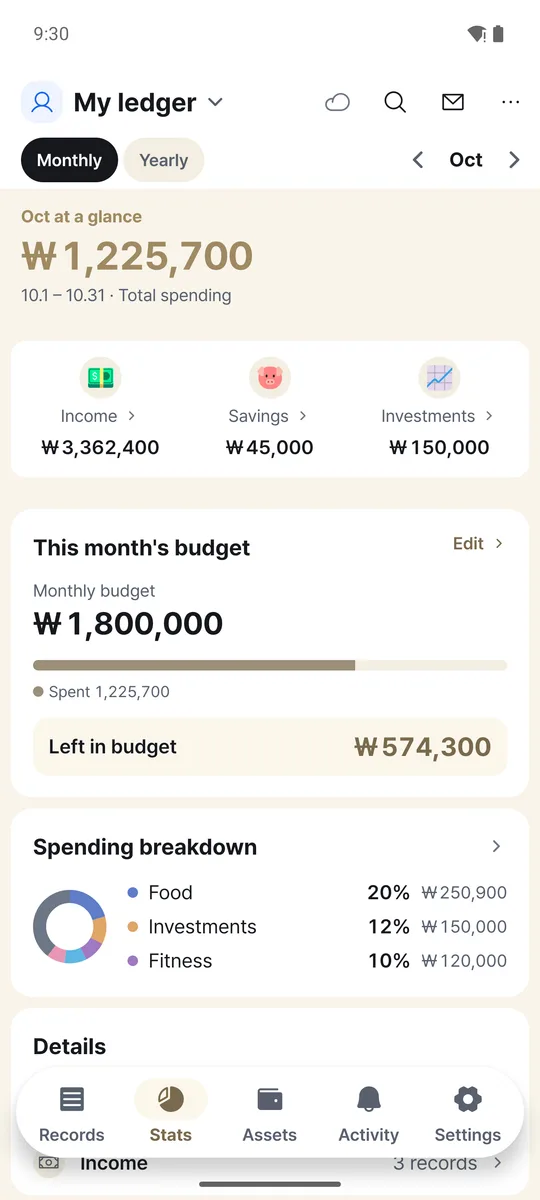 9:30
My ledger
Monthly Yearly Oct
Oct at a glance
₩1,225,700
10.1 – 10.31 · Total spending
Income Savings Investments
₩3,362,400 ₩45,000 ₩150,000
This month's budget Edit
Monthly budget
₩1,800,000
Spent 1,225,700
Left in budget ₩574,300
Spending breakdown
Food 20% ₩250,900
Investments 12% ₩150,000
Fitness 10% ₩120,000
Details
Records Stats Assets Activity Settings
Income 3 records